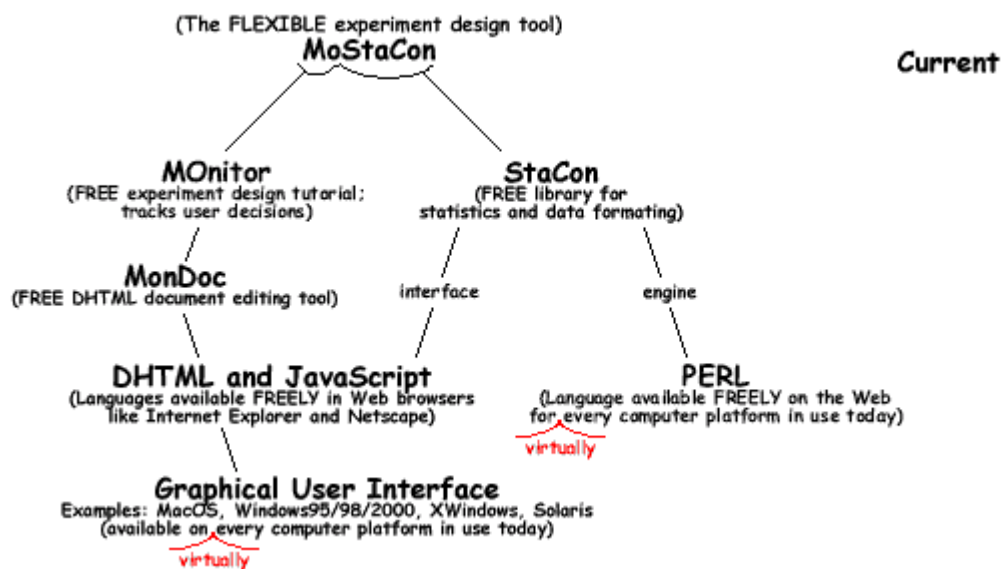 (The FLEXIBLE experiment design tool)
MoStaCon
Current
MOnitor
(FREE experiment design tutorial;
tracks user decisions)
StaCon
(FREE library for
statistics and data formating)
MonDoc
(FREE DHTML document editing tool)
interface
engine
DHTML and JavaScript
(Languages available FREELY in Web browsers
like Internet Explorer and Netscape)
PERL
(Language available FREELY on the Web
for every computer platform in use today)
virtually
Graphical User Interface
Examples: MacOS, Windows95/98/2000, XWindows, Solaris
(available on every computer platform in use today)
virtually